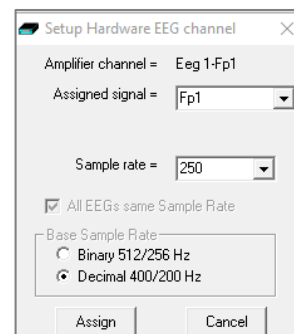 Setup Hardware EEG channel
Amplifier channel = Eeg 1-Fp1
Assigned signal = Fp1
Sample rate = 250
All EEGs same Sample Rate
Base Sample Rate
Binary 512/256 Hz
Decimal 400/200 Hz
Assign Cancel